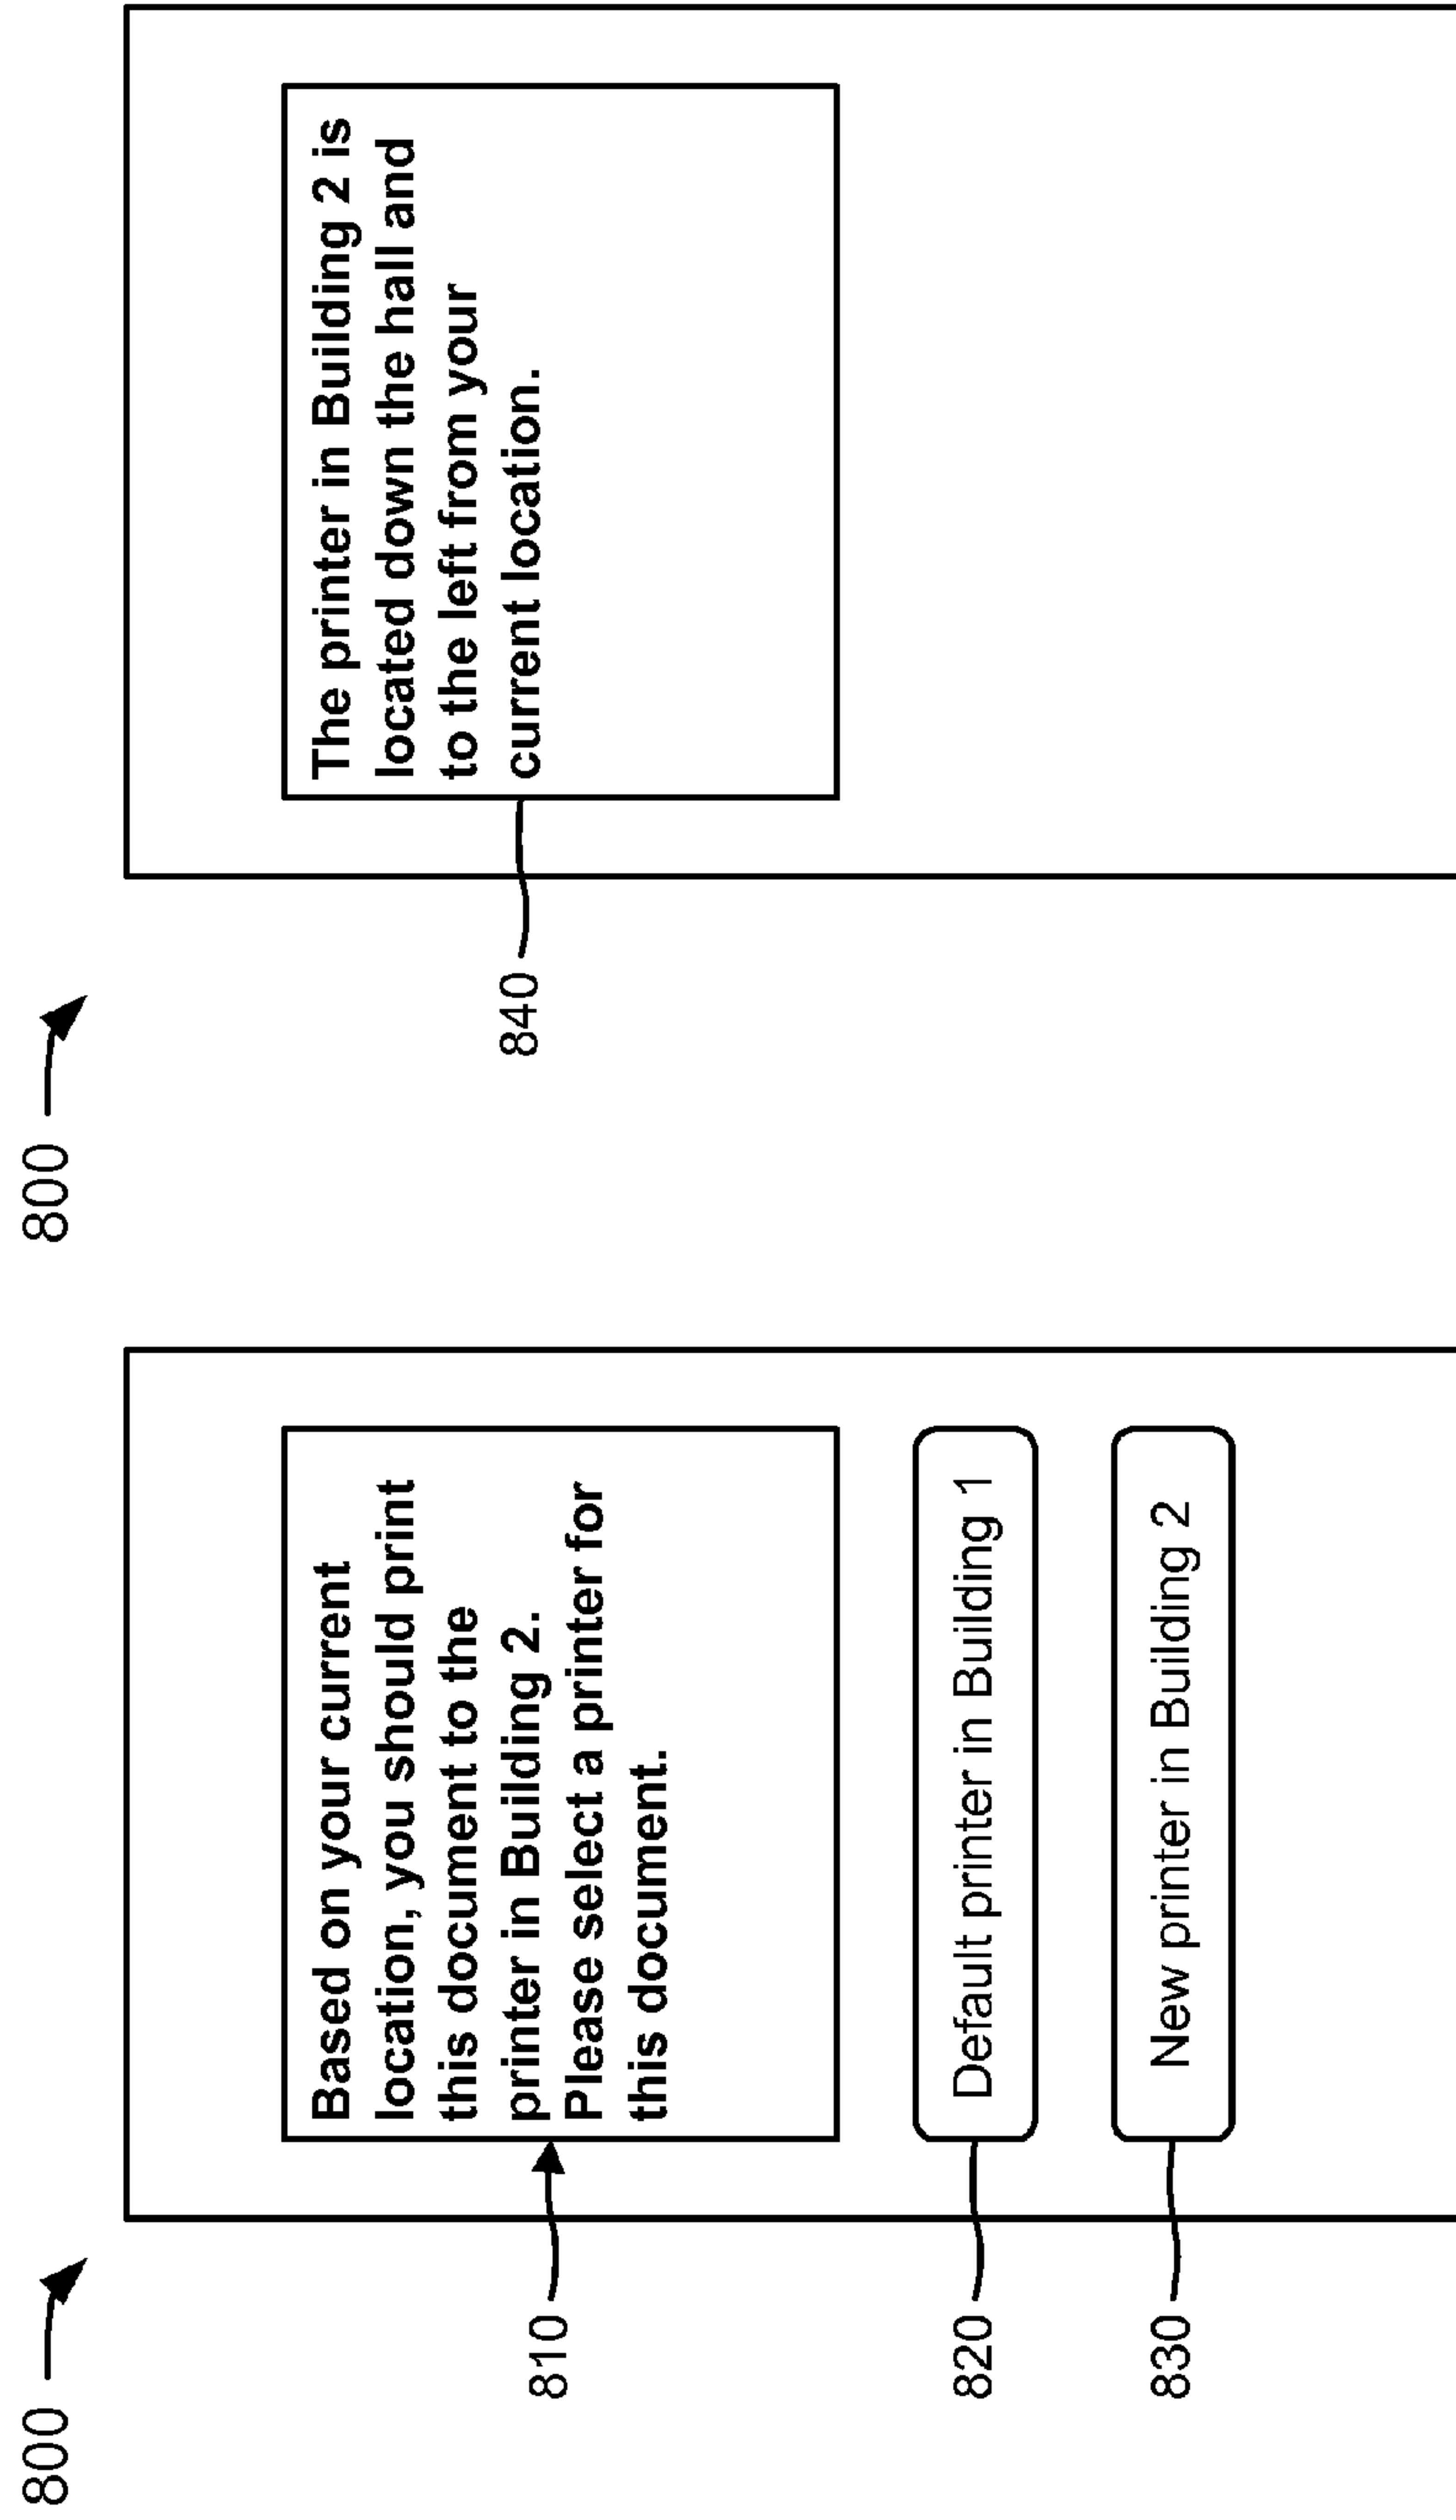 800
810
Based on your current
location, you should print
this document to the
printer in Building 2.
Please select a printer for
this document.
820
Default printer in Building 1
830
New printer in Building 2
800
840
The printer in Building 2 is
located down the hall and
to the left from your
current location.